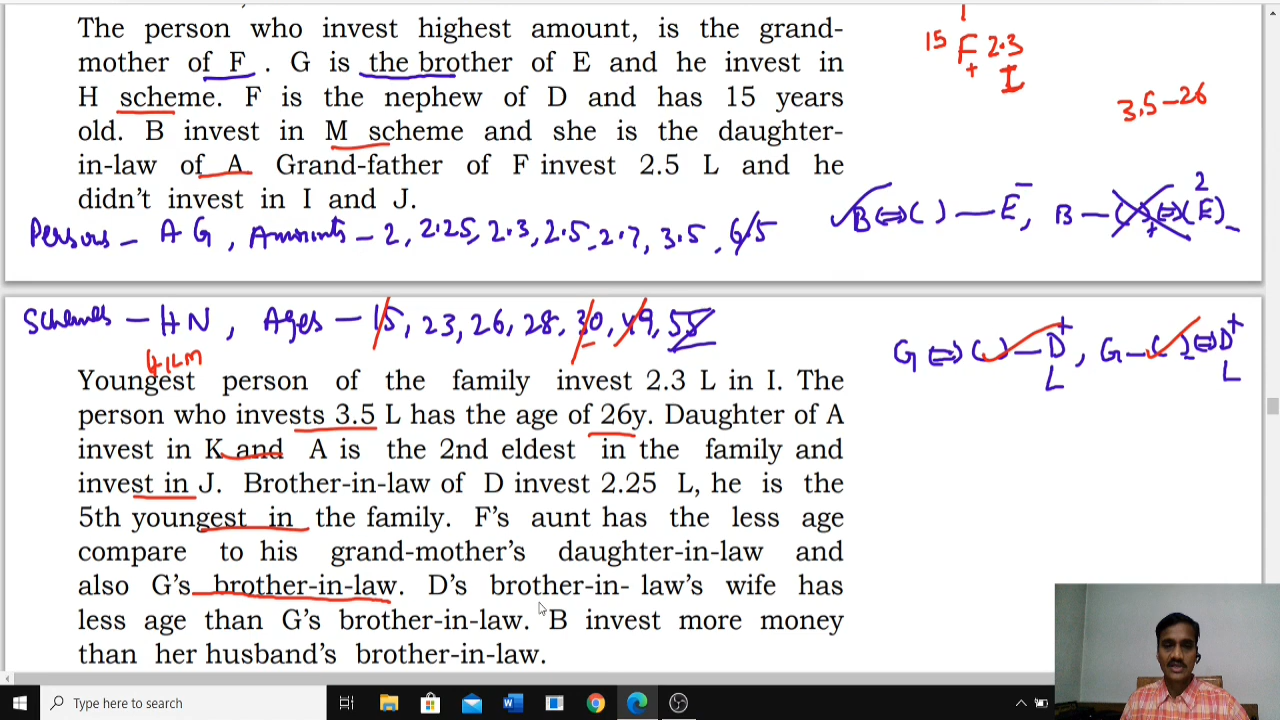 The person who invest highest amount, is the grand-
mother of F . G is the brother of E and he invest in
H scheme. F is the nephew of D and has 15 years
old. B invest in M scheme and she is the daughter-
in-law of A Grand-father of F invest 2.5 L and he
didn't invest in I and J.
15 F 2.3
+ I
3.5-26
Persons - A G, Amounts - 2, 2.25, 2.3, 2.5, 2.7, 3.5, 6.5
B ⇔ ( ) — E, B — ( ) ⇔ (E)
2
Schemes - H N, Ages - 15, 23, 26, 28, 30, 49, 55
G ⇔ ( ) — D+, G — ( ) ⇔ D+
L L
Youngest person of the family invest 2.3 L in I. The
person who invests 3.5 L has the age of 26y. Daughter of A
invest in K and A is the 2nd eldest in the family and
invest in J. Brother-in-law of D invest 2.25 L, he is the
5th youngest in the family. F's aunt has the less age
compare to his grand-mother's daughter-in-law and
also G's brother-in-law. D's brother-in- law's wife has
less age than G's brother-in-law. B invest more money
than her husband's brother-in-law.
Type here to search